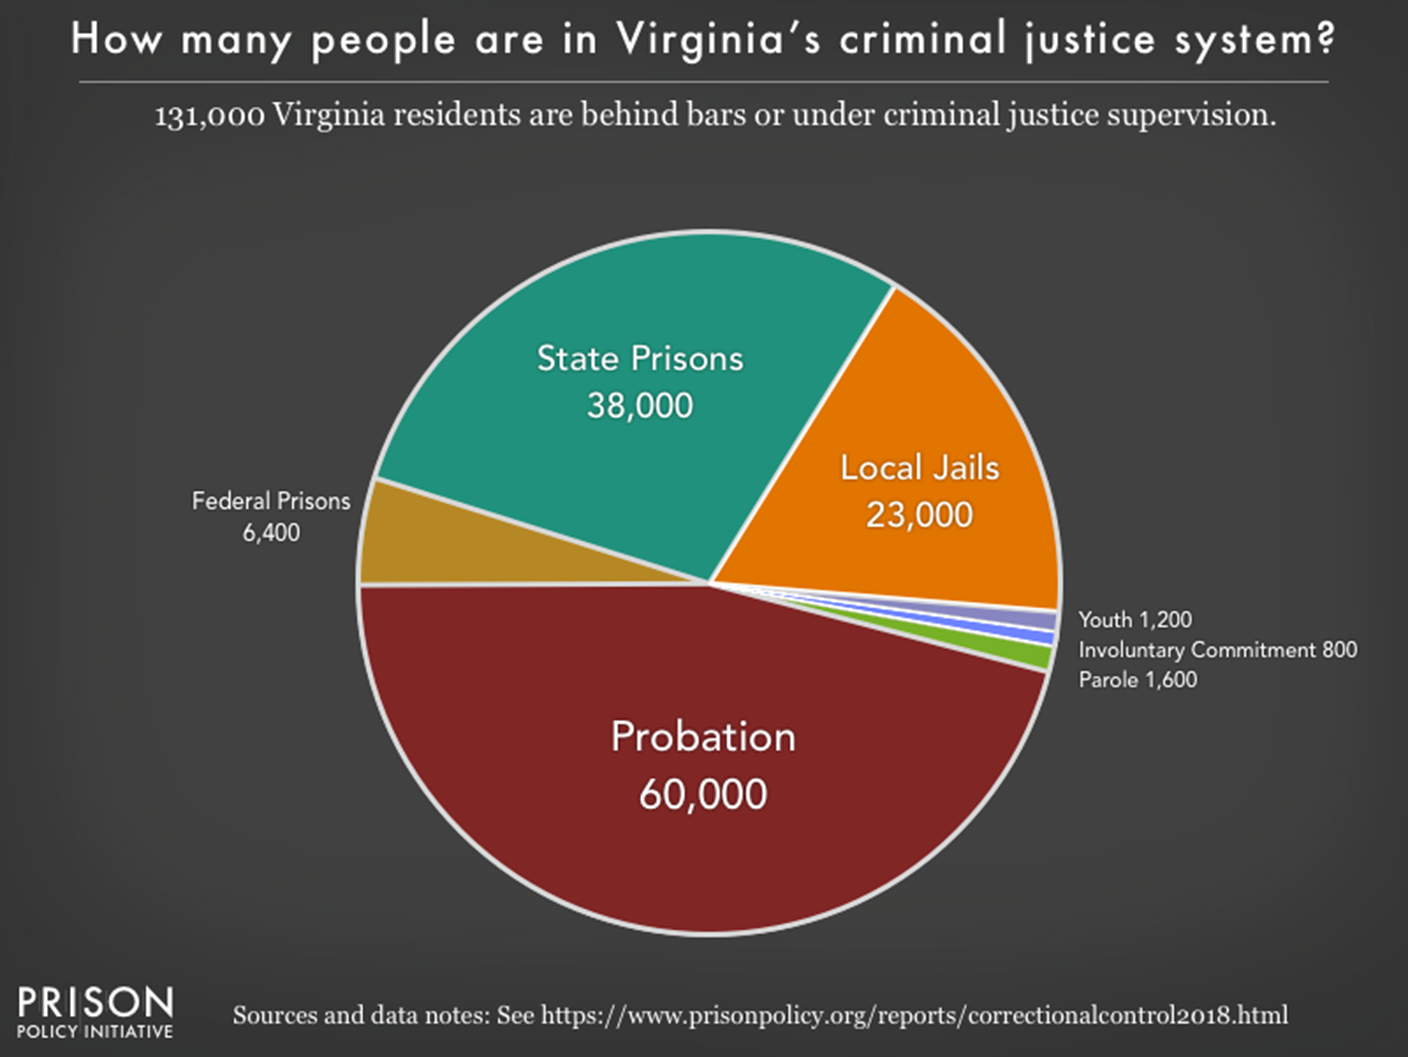 How many people are in Virginia’s criminal justice system?
131,000 Virginia residents are behind bars or under criminal justice supervision.
State Prisons
38,000
Local Jails
23,000
Federal Prisons
6,400
Youth 1,200
Involuntary Commitment 800
Parole 1,600
Probation
60,000
PRISON
POLICY INITIATIVE
Sources and data notes: See https://www.prisonpolicy.org/reports/correctionalcontrol2018.html